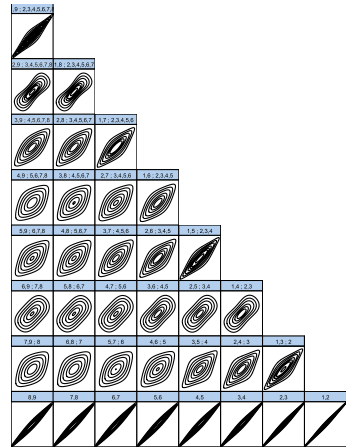 ,9 ; 2,3,4,5,6,7,8
2,9 ; 3,4,5,6,7,8 1,8 ; 2,3,4,5,6,7
3,9 ; 4,5,6,7,8 2,8 ; 3,4,5,6,7 1,7 ; 2,3,4,5,6
4,9 ; 5,6,7,8 3,8 ; 4,5,6,7 2,7 ; 3,4,5,6 1,6 ; 2,3,4,5
5,9 ; 6,7,8 4,8 ; 5,6,7 3,7 ; 4,5,6 2,6 ; 3,4,5 1,5 ; 2,3,4
6,9 ; 7,8 5,8 ; 6,7 4,7 ; 5,6 3,6 ; 4,5 2,5 ; 3,4 1,4 ; 2,3
7,9 ; 8 6,8 ; 7 5,7 ; 6 4,6 ; 5 3,5 ; 4 2,4 ; 3 1,3 ; 2
8,9 7,8 6,7 5,6 4,5 3,4 2,3 1,2